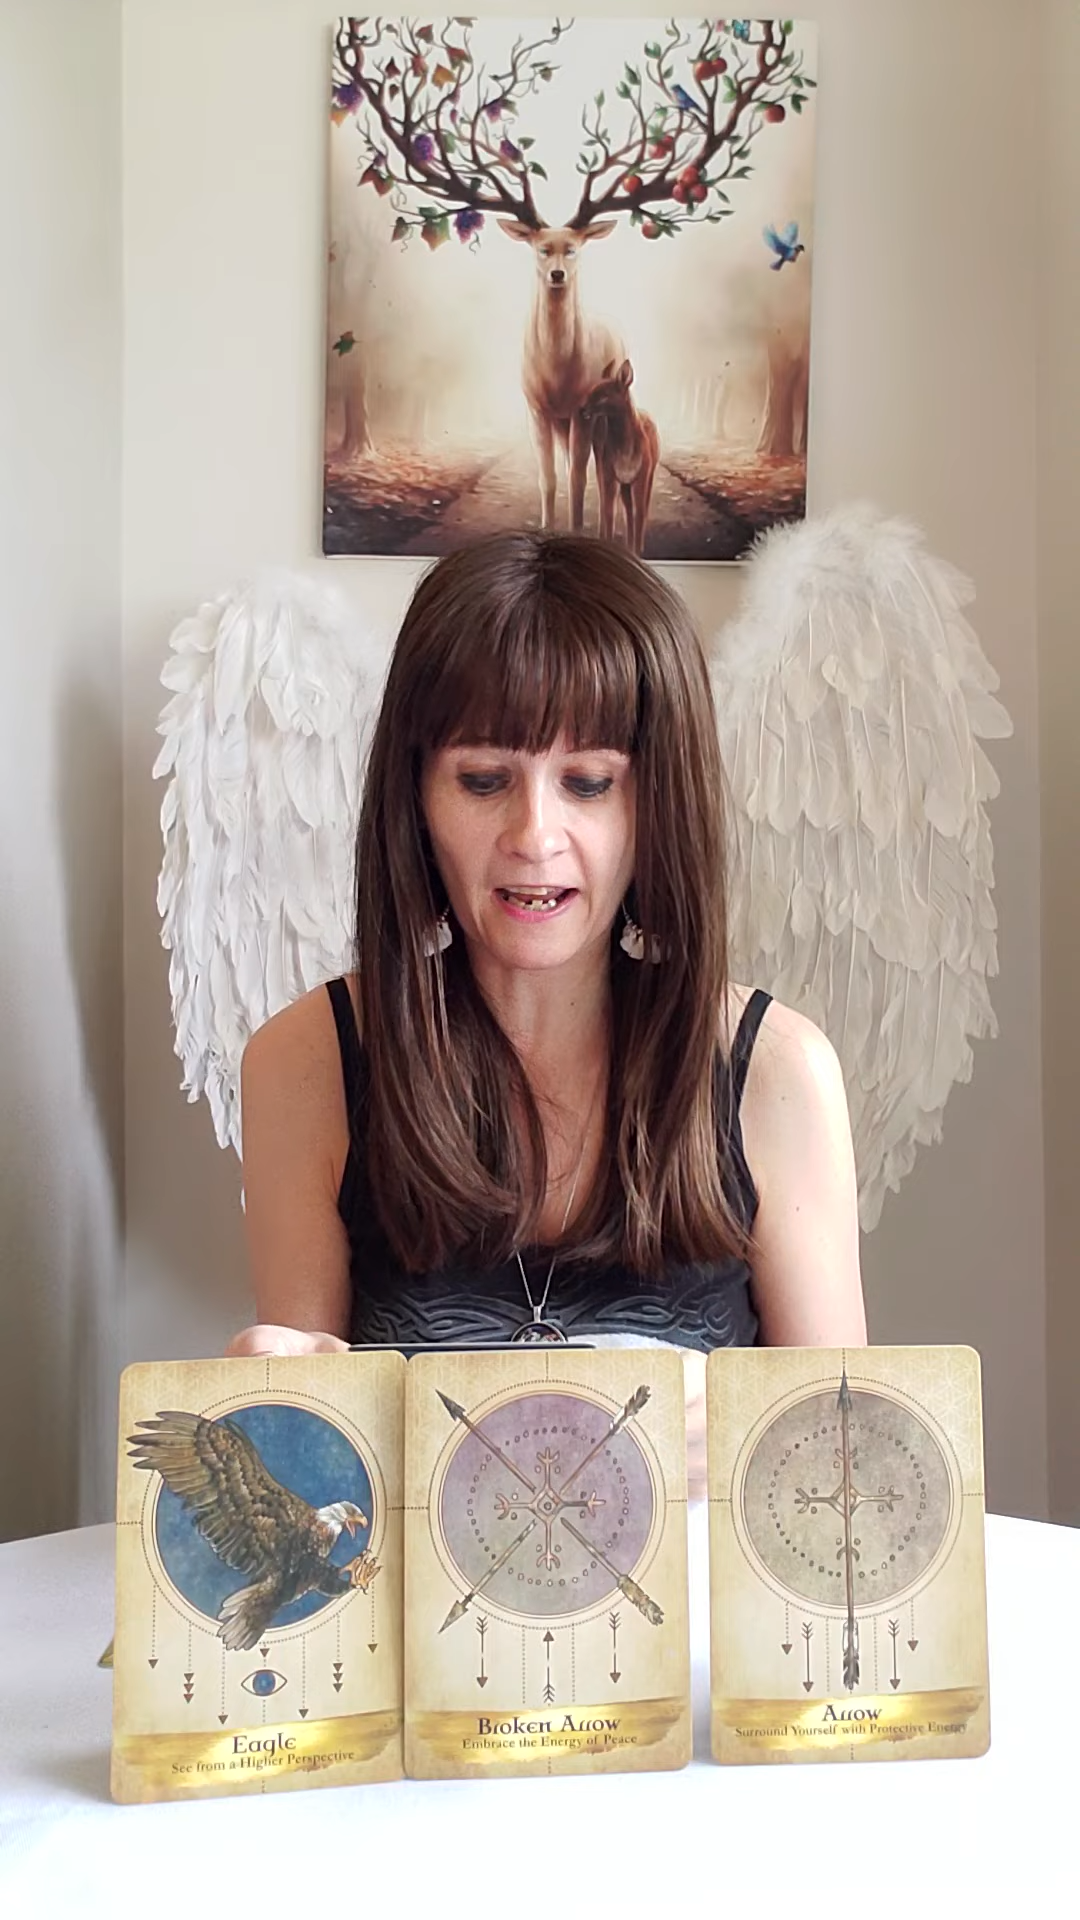 Eagle
See from a Higher Perspective
Broken Arrow
Embrace the Energy of Peace
Arrow
Surround Yourself with Protective Energy